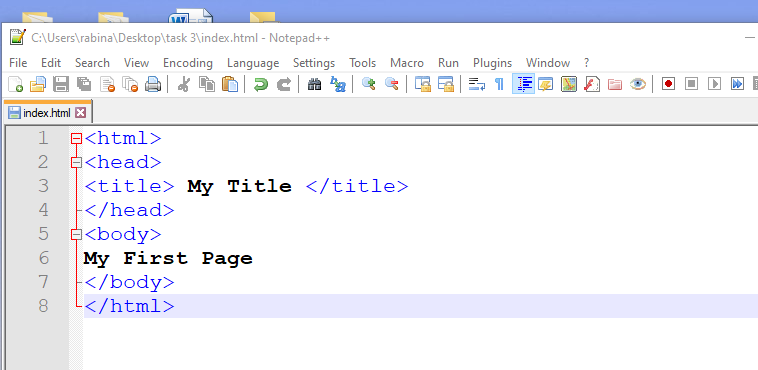 C:\Users\rabina\Desktop\task 3\index.html - Notepad++
File Edit Search View Encoding Language Settings Tools Macro Run Plugins Window ?
index.html
1 <html>
2 <head>
3 <title> My Title </title>
4 </head>
5 <body>
6 My First Page
7 </body>
8 </html>